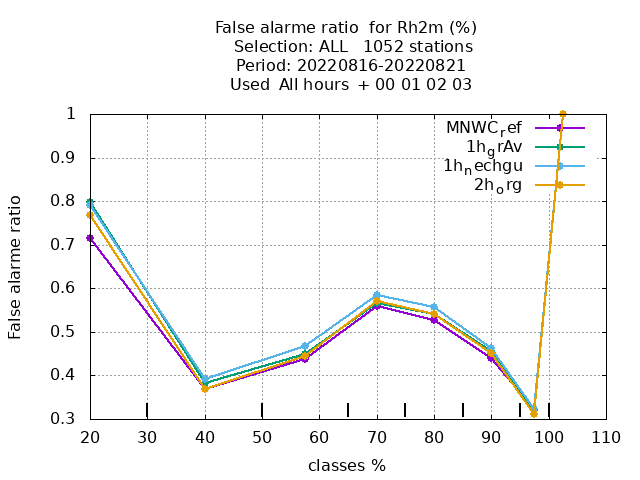 False alarme ratio  for Rh2m (%)
Selection: ALL   1052 stations
Period: 20220816-20220821
Used  All hours  + 00 01 02 03
1
0.9
0.8
0.7
0.6
0.5
0.4
0.3
False alarme ratio
MNWC_ref
1h_grAv
1h_nechgu
2h_org
20 30 40 50 60 70 80 90 100 110
classes %